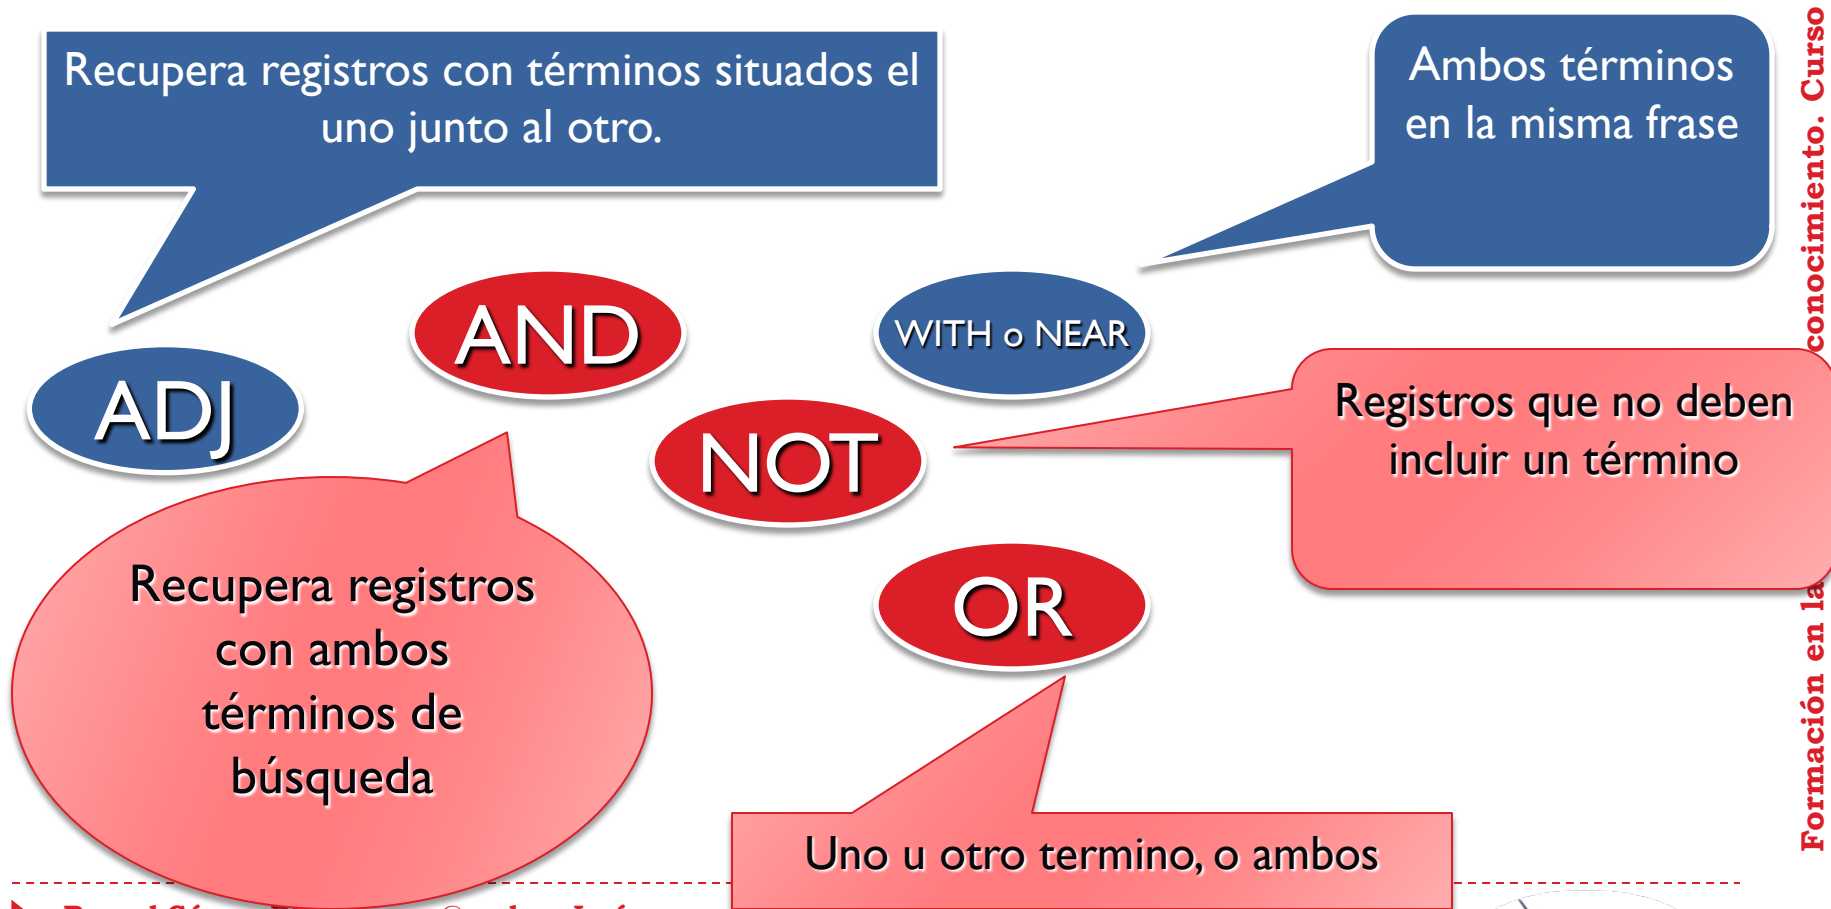 Recupera registros con términos situados el
uno junto al otro.
Ambos términos
en la misma frase
AND
WITH o NEAR
ADJ
NOT
Registros que no deben
incluir un término
OR
Recupera registros
con ambos
términos de
búsqueda
Uno u otro termino, o ambos
Formación en la conocimiento. Curso